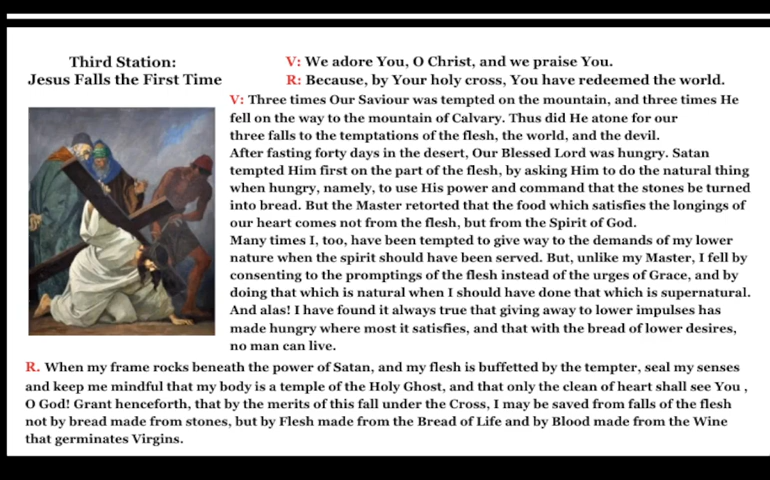 Third Station:
Jesus Falls the First Time
V: We adore You, O Christ, and we praise You.
R: Because, by Your holy cross, You have redeemed the world.
V: Three times Our Saviour was tempted on the mountain, and three times He
fell on the way to the mountain of Calvary. Thus did He atone for our
three falls to the temptations of the flesh, the world, and the devil.
After fasting forty days in the desert, Our Blessed Lord was hungry. Satan
tempted Him first on the part of the flesh, by asking Him to do the natural thing
when hungry, namely, to use His power and command that the stones be turned
into bread. But the Master retorted that the food which satisfies the longings of
our heart comes not from the flesh, but from the Spirit of God.
Many times I, too, have been tempted to give way to the demands of my lower
nature when the spirit should have been served. But, unlike my Master, I fell by
consenting to the promptings of the flesh instead of the urges of Grace, and by
doing that which is natural when I should have done that which is supernatural.
And alas! I have found it always true that giving away to lower impulses has
made hungry where most it satisfies, and that with the bread of lower desires,
no man can live.
R. When my frame rocks beneath the power of Satan, and my flesh is buffetted by the tempter, seal my senses
and keep me mindful that my body is a temple of the Holy Ghost, and that only the clean of heart shall see You ,
O God! Grant henceforth, that by the merits of this fall under the Cross, I may be saved from falls of the flesh
not by bread made from stones, but by Flesh made from the Bread of Life and by Blood made from the Wine
that germinates Virgins.